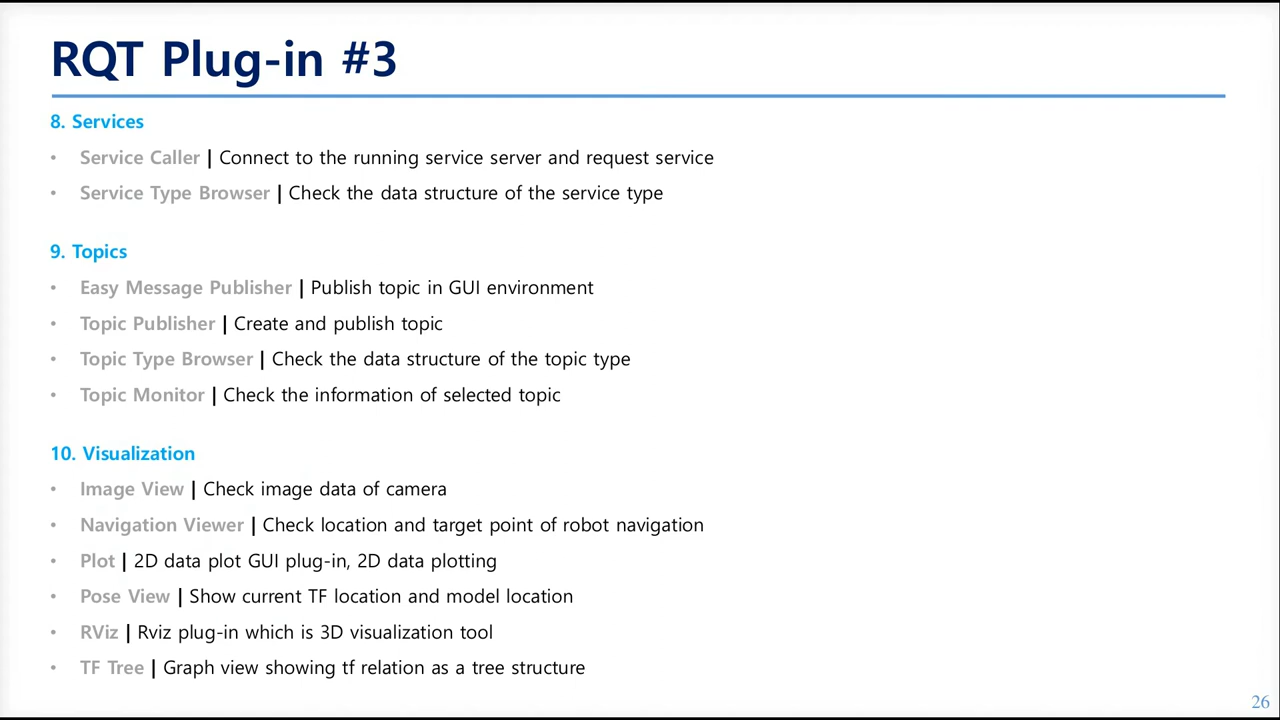 RQT Plug-in #3
8. Services
• Service Caller | Connect to the running service server and request service
• Service Type Browser | Check the data structure of the service type
9. Topics
• Easy Message Publisher | Publish topic in GUI environment
• Topic Publisher | Create and publish topic
• Topic Type Browser | Check the data structure of the topic type
• Topic Monitor | Check the information of selected topic
10. Visualization
• Image View | Check image data of camera
• Navigation Viewer | Check location and target point of robot navigation
• Plot | 2D data plot GUI plug-in, 2D data plotting
• Pose View | Show current TF location and model location
• RViz | Rviz plug-in which is 3D visualization tool
• TF Tree | Graph view showing tf relation as a tree structure
26